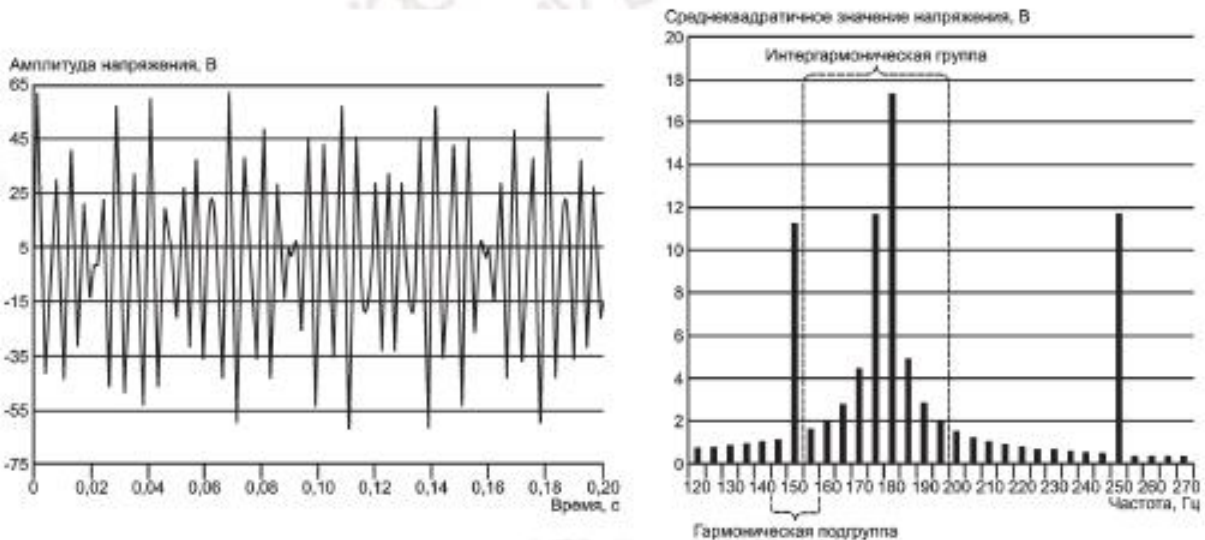 Амплитуда напряжения, В
65
45
25
5
-15
-35
-55
-75
0 0,02 0,04 0,06 0,08 0,10 0,12 0,14 0,16 0,18 0,20
Время, с
Среднеквадратичное значение напряжения, В
20
Интергармоническая группа
18
16
14
12
10
8
6
4
2
0
120 130 140 150 160 170 180 190 200 210 220 230 240 250 260 270
Частота, Гц
Гармоническая подгруппа